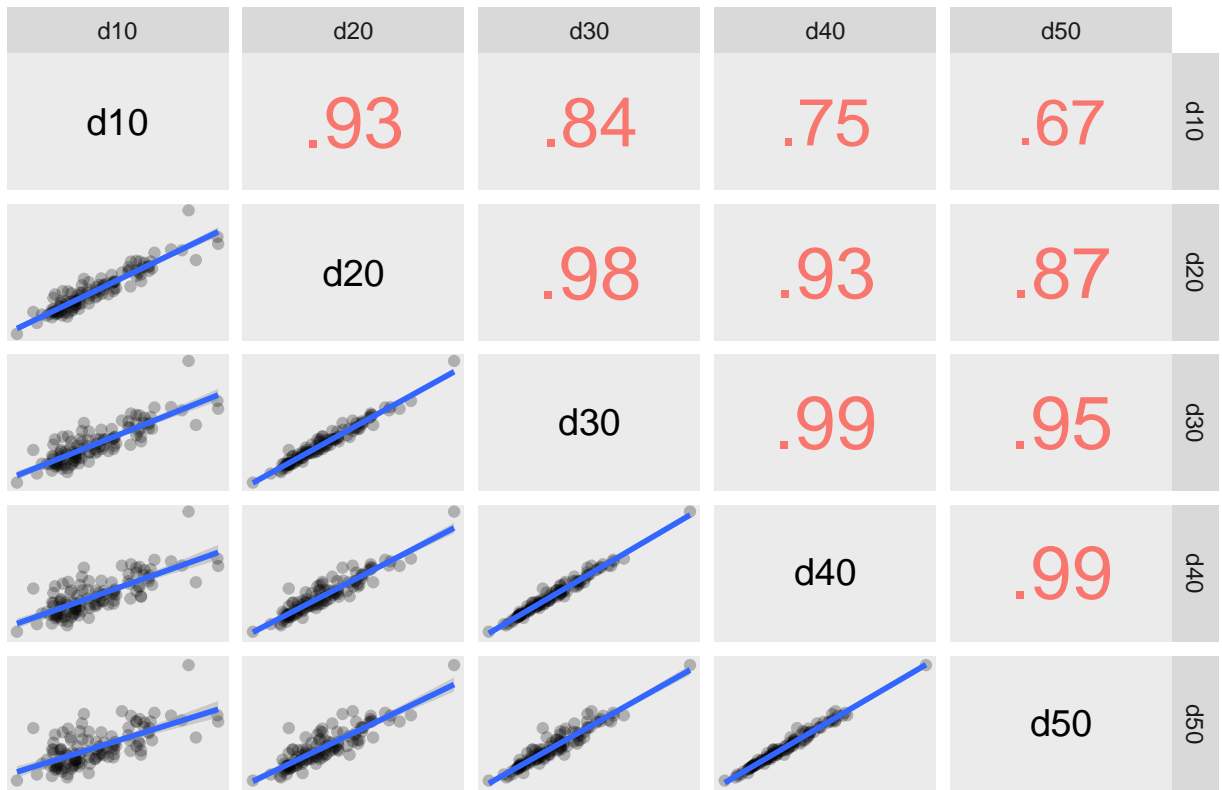 d10 d20 d30 d40 d50
d10 .93 .84 .75 .67 d10
d20 .98 .93 .87 d20
d30 .99 .95 d30
d40 .99 d40
d50 d50